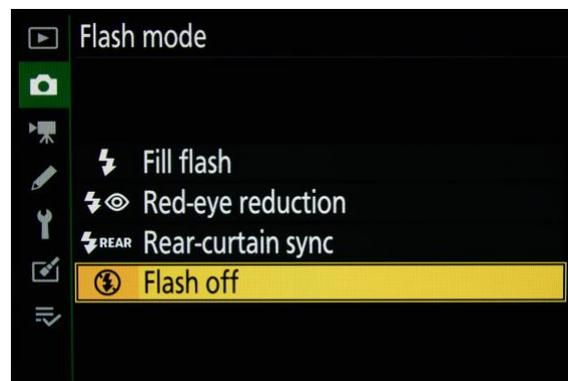 Flash mode
Fill flash
Red-eye reduction
REAR Rear-curtain sync
Flash off